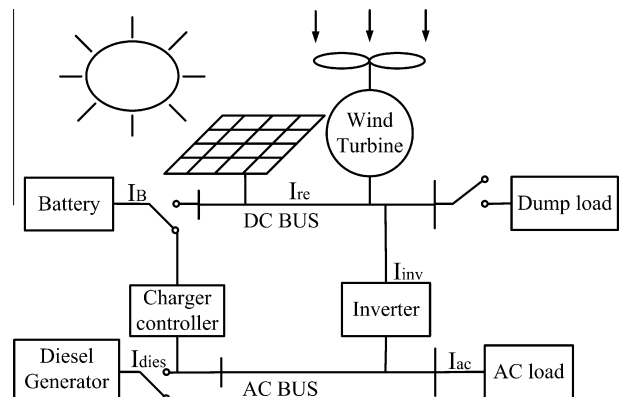 Wind
Turbine
Battery
IB
Ire
DC BUS
Dump load
Iinv
Charger
controller
Inverter
Diesel
Generator
Idies
AC BUS
Iac
AC load